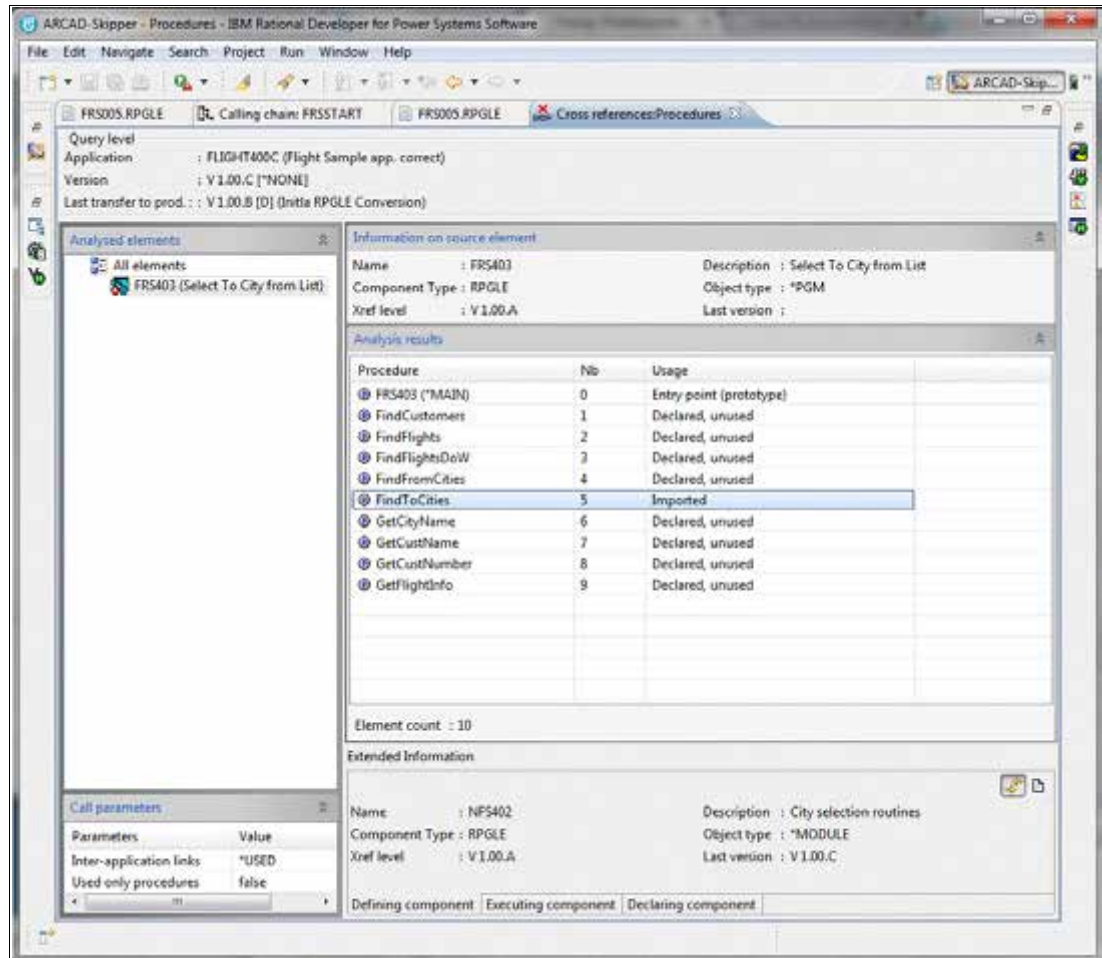 ARCAD-Skipper - Procedures - IBM Rational Developer for Power Systems Software
File Edit Navigate Search Project Run Window Help
ARCAD-Skip...
FRS005.RPGLE Calling chain: FRSSTART FRS005.RPGLE Cross references:Procedures
Query level
Application : FLIGHT400C (Flight Sample app. correct)
Version : V 1.00.C [*NONE]
Last transfer to prod. : : V 1.00.B [D] (Initla RPGLE Conversion)
Analysed elements
All elements
FRS403 (Select To City from List)
Information on source element
Name : FRS403 Description : Select To City from List
Component Type : RPGLE Object type : *PGM
Xref level : V 1.00.A Last version :
Analysis results
Procedure Nb Usage
FRS403 (*MAIN) 0 Entry point (prototype)
FindCustomers 1 Declared, unused
FindFlights 2 Declared, unused
FindFlightsDoW 3 Declared, unused
FindFromCities 4 Declared, unused
FindToCities 5 Imported
GetCityName 6 Declared, unused
GetCustName 7 Declared, unused
GetCustNumber 8 Declared, unused
GetFlightInfo 9 Declared, unused
Element count : 10
Extended Information
Name : NFS402 Description : City selection routines
Component Type : RPGLE Object type : *MODULE
Xref level : V 1.00.A Last version : V 1.00.C
Defining component Executing component Declaring component
Call parameters
Parameters Value
Inter-application links *USED
Used only procedures false